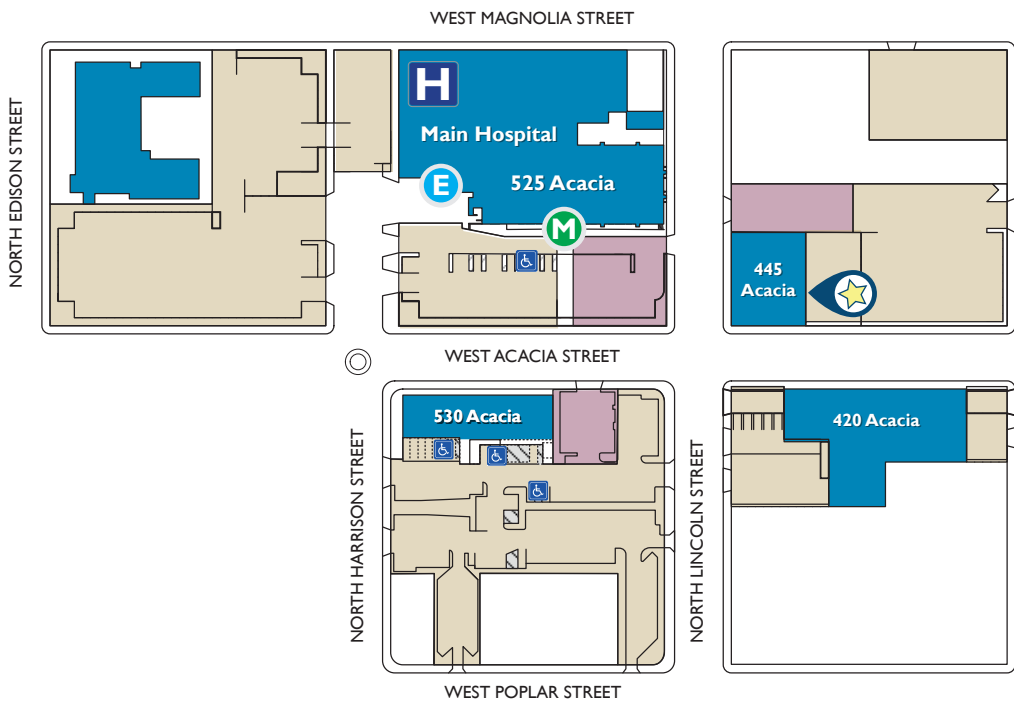 WEST MAGNOLIA STREET
NORTH EDISON STREET
H
Main Hospital
525 Acacia
E
M
445
Acacia
WEST ACACIA STREET
530 Acacia
420 Acacia
NORTH HARRISON STREET
NORTH LINCOLN STREET
WEST POPLAR STREET